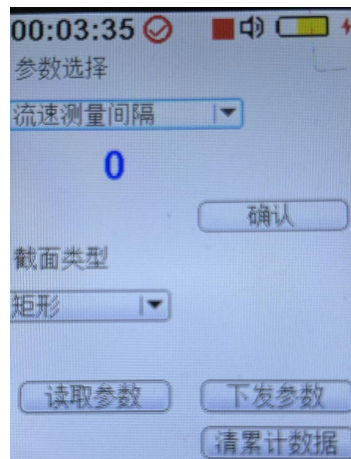 00:03:35
参数选择
流速测量间隔
0
确认
截面类型
矩形
读取参数 下发参数
清累计数据